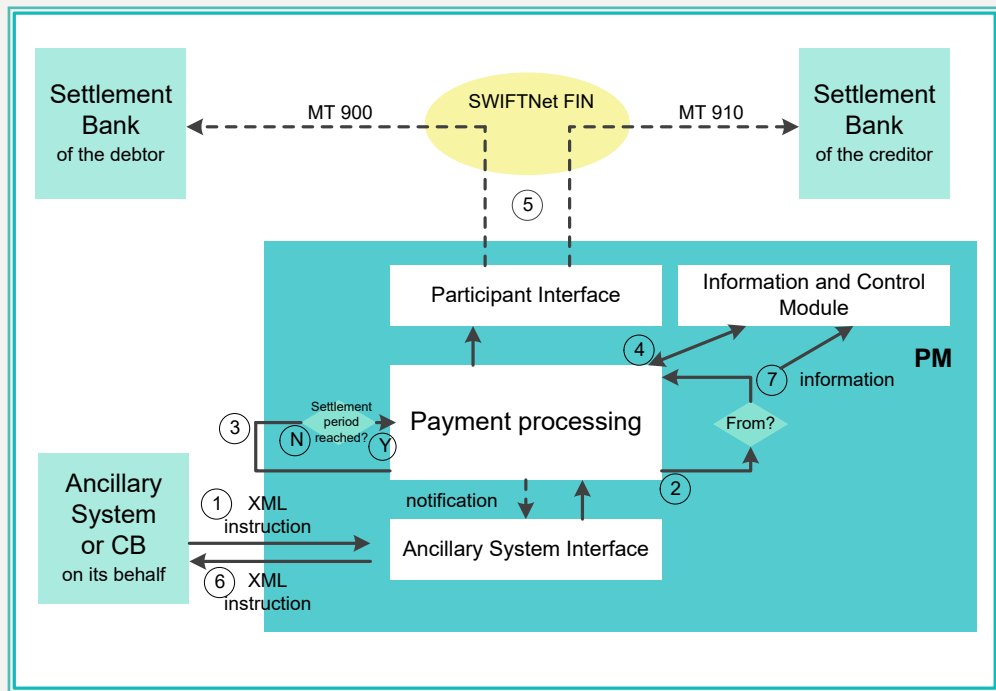 Settlement
Bank
of the debtor
MT 900
SWIFTNet FIN
MT 910
Settlement
Bank
of the creditor
5
Participant Interface
Information and Control
Module
4
PM
7
information
Settlement
period
reached?
3
N
Y
Payment processing
From?
2
notification
Ancillary
System
or CB
on its behalf
1
XML
instruction
Ancillary System Interface
6
XML
instruction